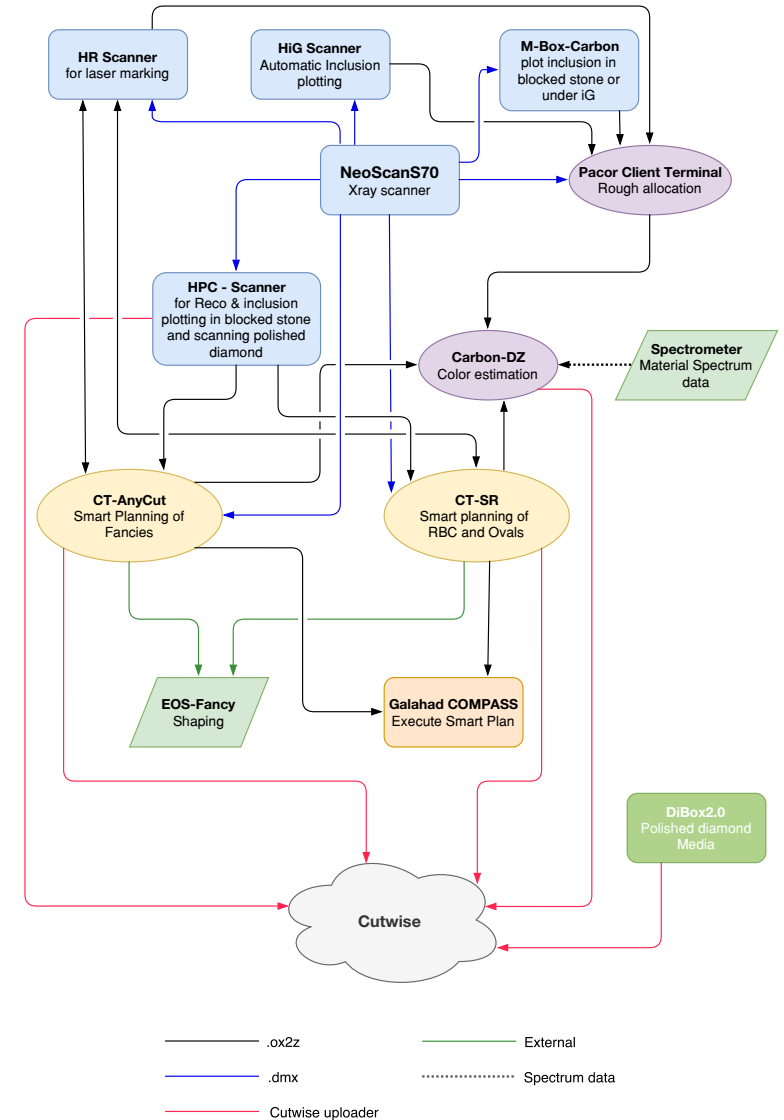 HR Scanner
for laser marking
HiG Scanner
Automatic Inclusion
plotting
M-Box-Carbon
plot inclusion in
blocked stone or
under iG
NeoScanS70
Xray scanner
Pacor Client Terminal
Rough allocation
HPC - Scanner
for Reco & inclusion
plotting in blocked stone
and scanning polished
diamond
Carbon-DZ
Color estimation
Spectrometer
Material Spectrum
data
CT-AnyCut
Smart Planning of
Fancies
CT-SR
Smart planning of
RBC and Ovals
EOS-Fancy
Shaping
Galahad COMPASS
Execute Smart Plan
DiBox2.0
Polished diamond
Media
Cutwise
.ox2z
External
.dmx
Spectrum data
Cutwise uploader